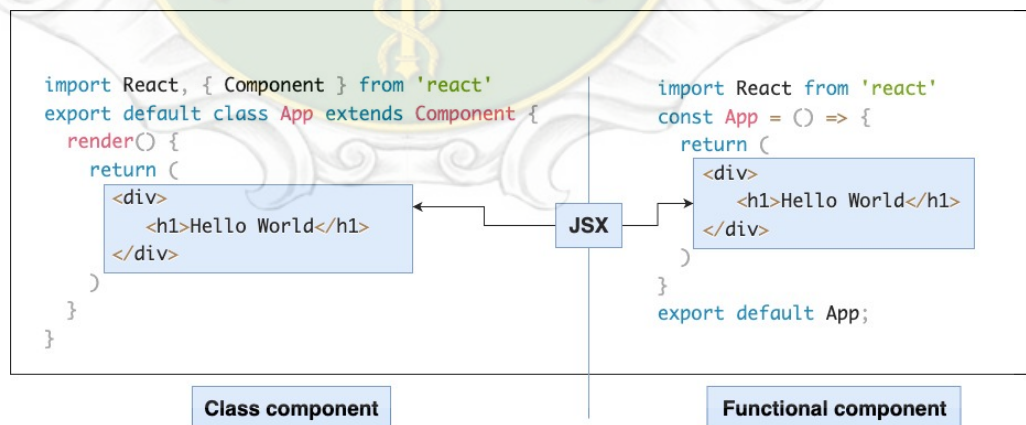 import React, { Component } from 'react'
export default class App extends Component {
render() {
return (
<div>
<h1>Hello World</h1>
</div>
)
}
}
JSX
import React from 'react'
const App = () => {
return (
<div>
<h1>Hello World</h1>
</div>
)
}
export default App;
Class component
Functional component